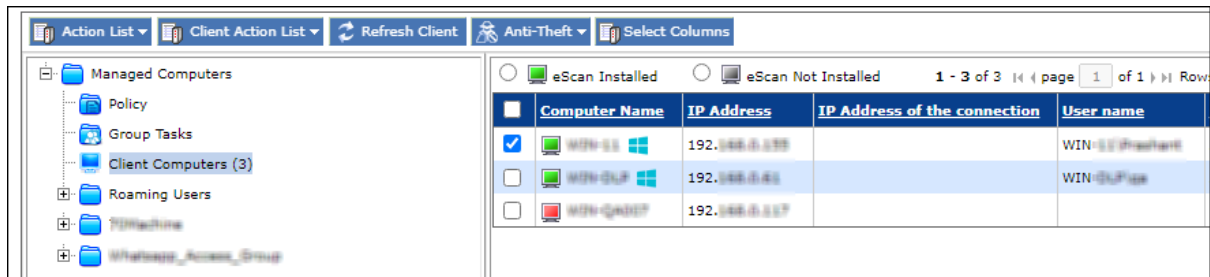 Action List Client Action List Refresh Client Anti-Theft Select Columns
Managed Computers
Policy
Group Tasks
Client Computers (3)
Roaming Users
eScan Installed eScan Not Installed 1 - 3 of 3 page 1 of 1 Row
Computer Name IP Address IP Address of the connection User name
192. WIN
192. WIN
192.